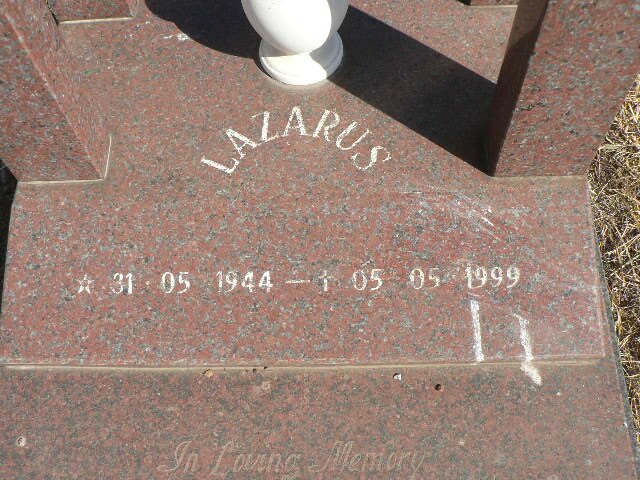 LAZARUS
☆ 31 05 1944 – † 05 05 1999
In Loving Memory